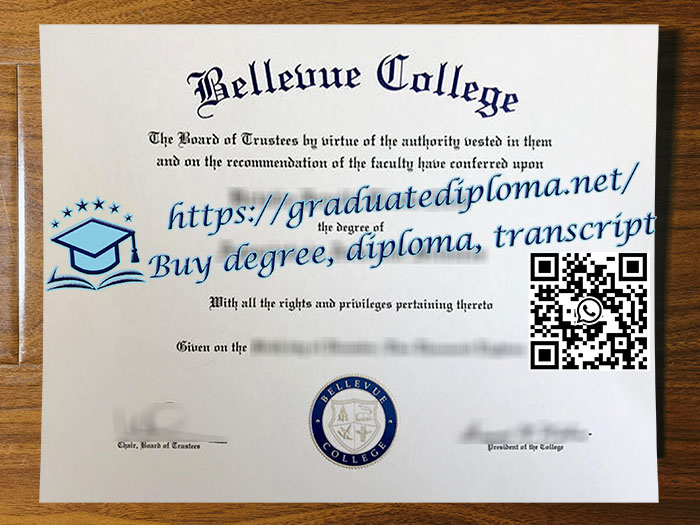 Bellevue College
The Board of Trustees by virtue of the authority vested in them
and on the recommendation of the faculty have conferred upon
https://graduatediploma.net/
the degree of
Buy degree, diploma, transcript
With all the rights and privileges pertaining thereto
Given on the
BELLEVUE
COLLEGE
Chair, Board of Trustees
President of the College